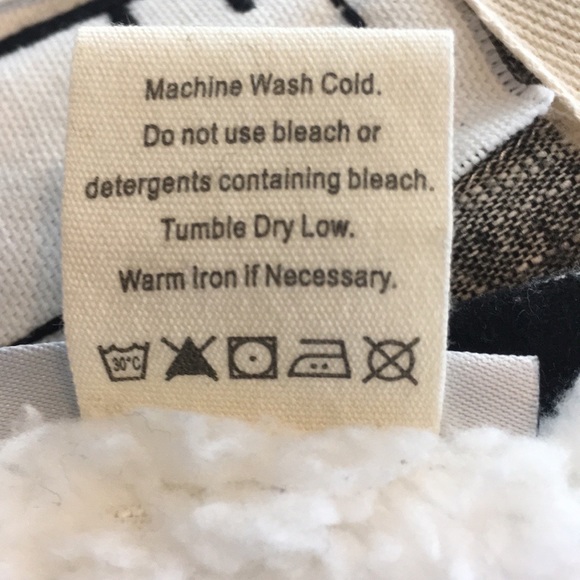 Machine Wash Cold.
Do not use bleach or
detergents containing bleach.
Tumble Dry Low.
Warm Iron if Necessary.
30°C